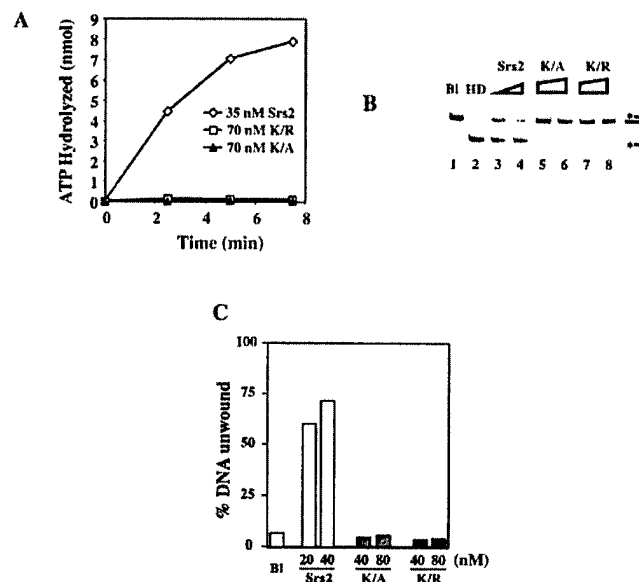 A
ATP Hydrolyzed (nmol)
9
8
7
6
5
4
3
2
1
0
35 nM Srs2
70 nM K/R
70 nM K/A
0 2 4 6 8
Time (min)
B
Srs2 K/A K/R
Bl HD
* *
1 2 3 4 5 6 7 8
C
% DNA unwound
100
75
50
25
0
Bl 20 40 40 80 40 80 (nM)
Srs2 K/A K/R